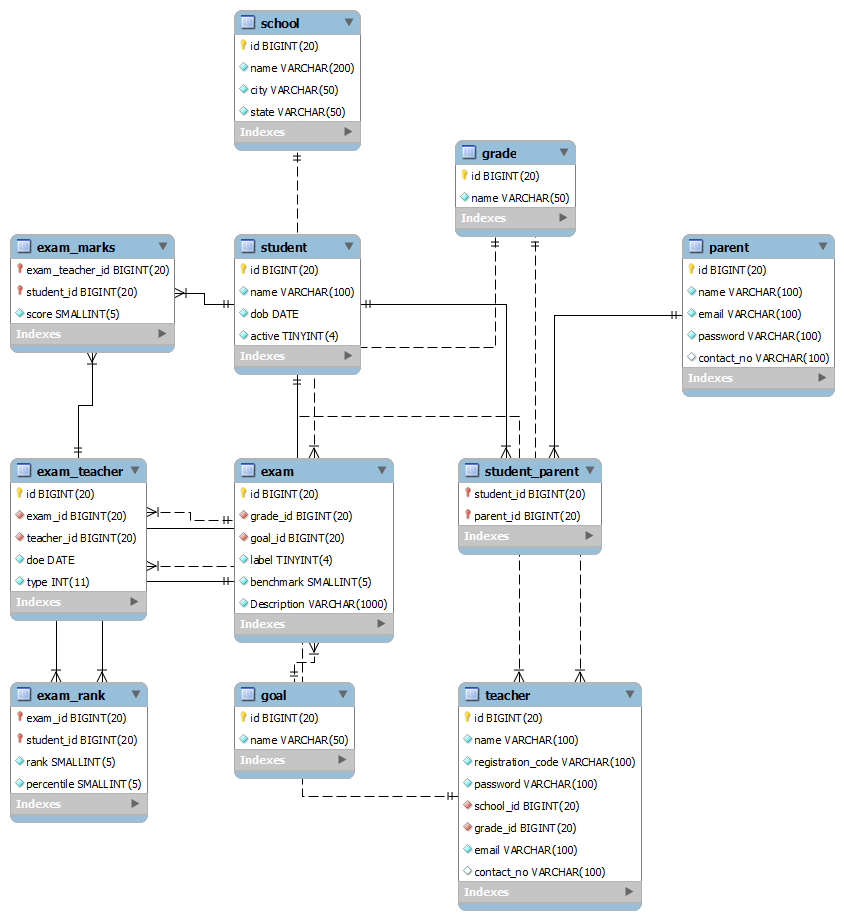 school
id BIGINT(20)
name VARCHAR(200)
city VARCHAR(50)
state VARCHAR(50)
Indexes
grade
id BIGINT(20)
name VARCHAR(50)
Indexes
exam_marks
exam_teacher_id BIGINT(20)
student_id BIGINT(20)
score SMALLINT(5)
Indexes
student
id BIGINT(20)
name VARCHAR(100)
dob DATE
active TINYINT(4)
Indexes
parent
id BIGINT(20)
name VARCHAR(100)
email VARCHAR(100)
password VARCHAR(100)
contact_no VARCHAR(100)
Indexes
exam_teacher
id BIGINT(20)
exam_id BIGINT(20)
teacher_id BIGINT(20)
doe DATE
type INT(11)
Indexes
exam
id BIGINT(20)
grade_id BIGINT(20)
goal_id BIGINT(20)
label TINYINT(4)
benchmark SMALLINT(5)
Description VARCHAR(1000)
Indexes
student_parent
student_id BIGINT(20)
parent_id BIGINT(20)
Indexes
exam_rank
exam_id BIGINT(20)
student_id BIGINT(20)
rank SMALLINT(5)
percentile SMALLINT(5)
Indexes
goal
id BIGINT(20)
name VARCHAR(50)
Indexes
teacher
id BIGINT(20)
name VARCHAR(100)
registration_code VARCHAR(100)
password VARCHAR(100)
school_id BIGINT(20)
grade_id BIGINT(20)
email VARCHAR(100)
contact_no VARCHAR(100)
Indexes